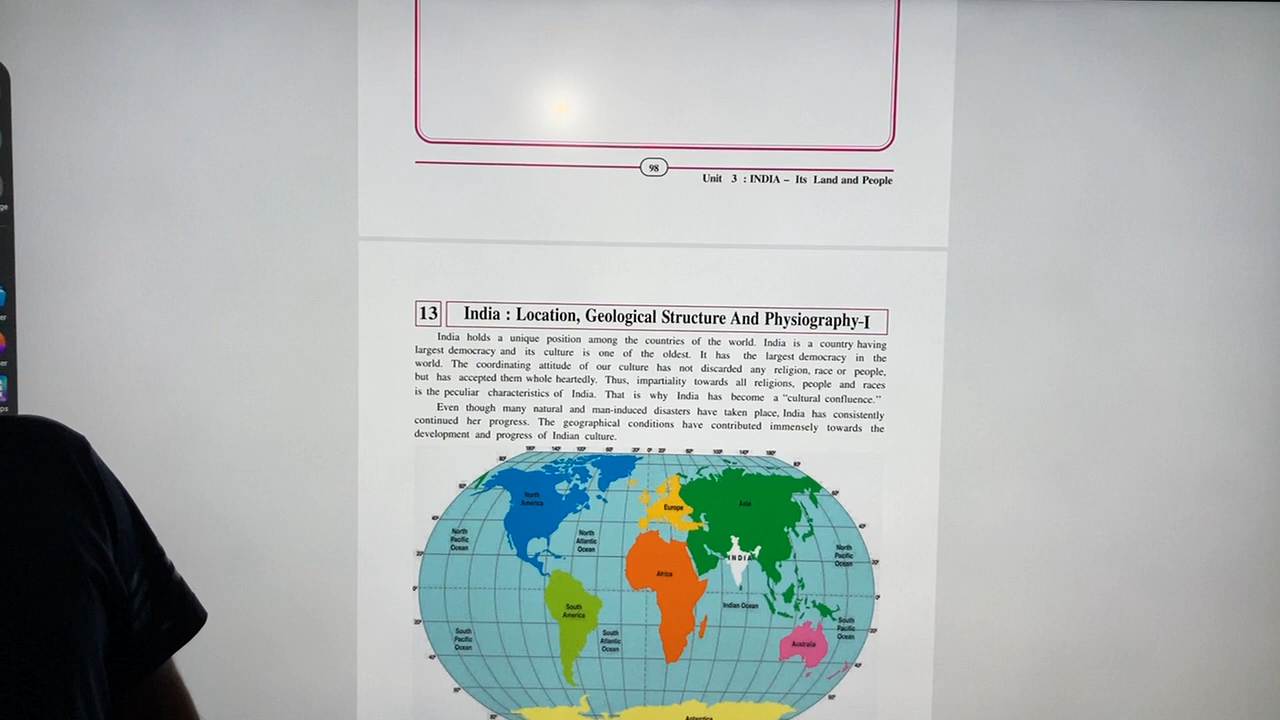 98
Unit 3 : INDIA – Its Land and People
13 India : Location, Geological Structure And Physiography-I
India holds a unique position among the countries of the world. India is a country having
largest democracy and its culture is one of the oldest. It has the largest democracy in the
world. The coordinating attitude of our culture has not discarded any religion, race or people,
but has accepted them whole heartedly. Thus, impartiality towards all religions, people and races
is the peculiar characteristics of India. That is why India has become a “cultural confluence.”
Even though many natural and man-induced disasters have taken place, India has consistently
continued her progress. The geographical conditions have contributed immensely towards the
development and progress of Indian culture.
North
America
Europe
Asia
North
Pacific
Ocean
North
Atlantic
Ocean
INDIA
North
Pacific
Ocean
Africa
South
America
Indian Ocean
South
Pacific
Ocean
South
Atlantic
Ocean
South
Pacific
Ocean
Australia
Antarctica